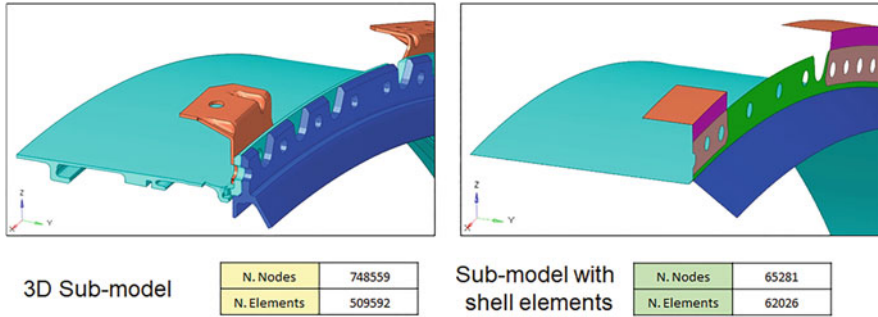 Z
Y
X
Z
Y
X
3D Sub-model
N. Nodes 748559
N. Elements 509592
Sub-model with
shell elements
N. Nodes 65281
N. Elements 62026